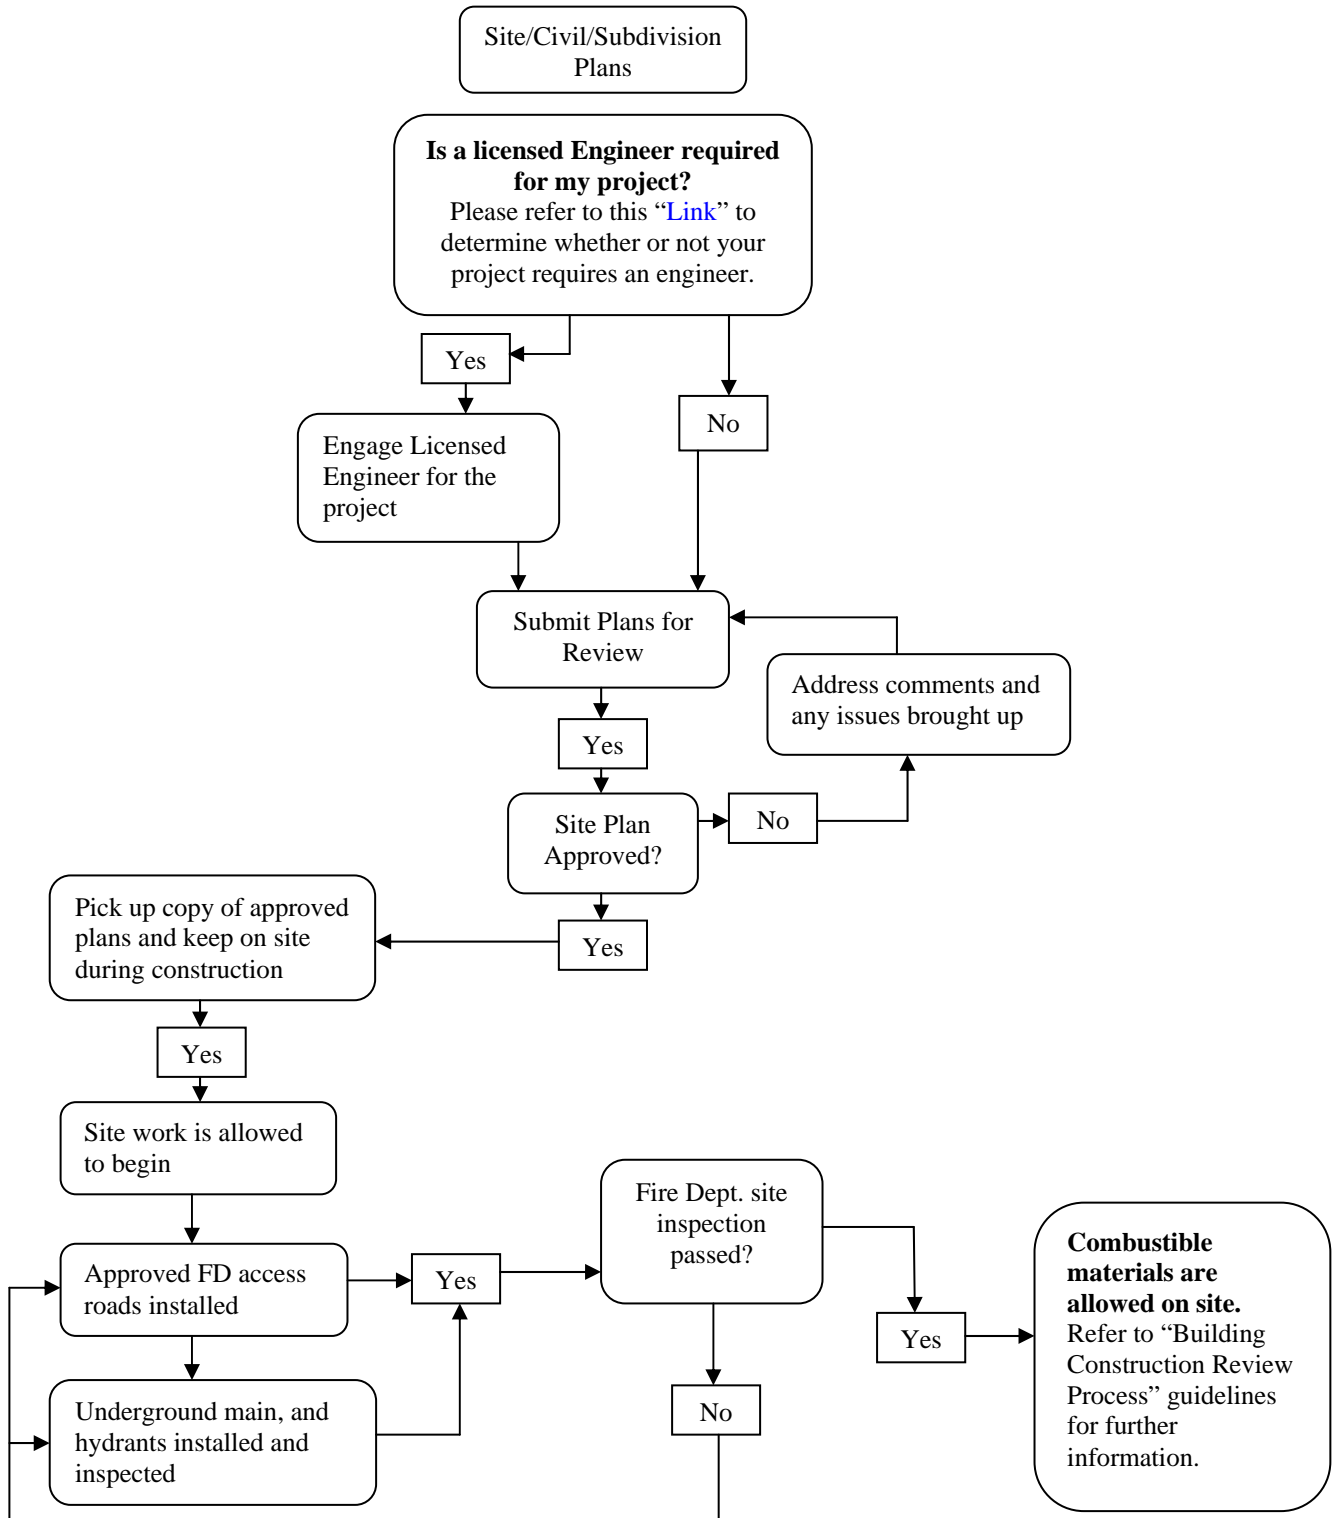 Site/Civil/Subdivision
Plans
Is a licensed Engineer required
for my project?
Please refer to this “Link” to
determine whether or not your
project requires an engineer.
Yes
No
Engage Licensed
Engineer for the
project
Submit Plans for
Review
Address comments and
any issues brought up
Yes
Site Plan
Approved?
No
Yes
Pick up copy of approved
plans and keep on site
during construction
Yes
Site work is allowed
to begin
Approved FD access
roads installed
Yes
Fire Dept. site
inspection
passed?
Underground main, and
hydrants installed and
inspected
No
Yes
Combustible
materials are
allowed on site.
Refer to “Building
Construction Review
Process” guidelines
for further
information.